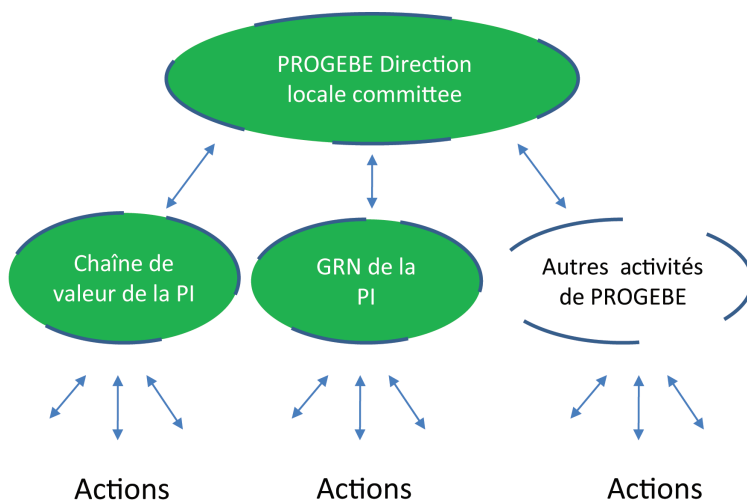 PROGEBE Direction
locale committee
Chaîne de
valeur de la PI
GRN de la
PI
Autres activités
de PROGEBE
Actions
Actions
Actions